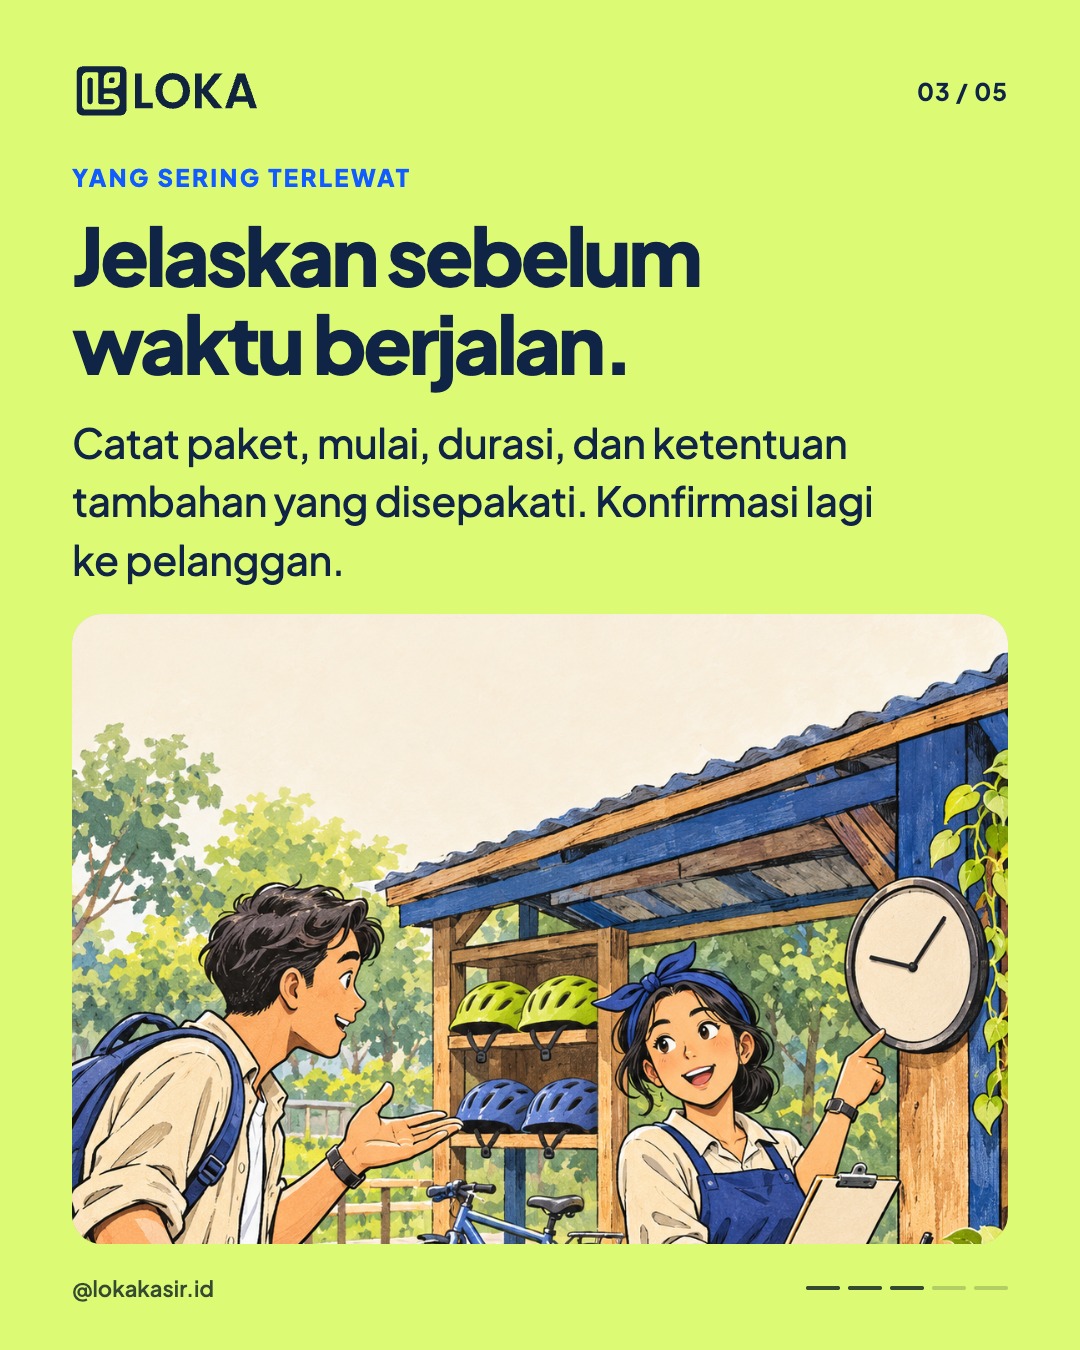 LOKA
03 / 05
YANG SERING TERLEWAT
Jelaskan sebelum
waktu berjalan.
Catat paket, mulai, durasi, dan ketentuan
tambahan yang disepakati. Konfirmasi lagi
ke pelanggan.
@lokakasir.id